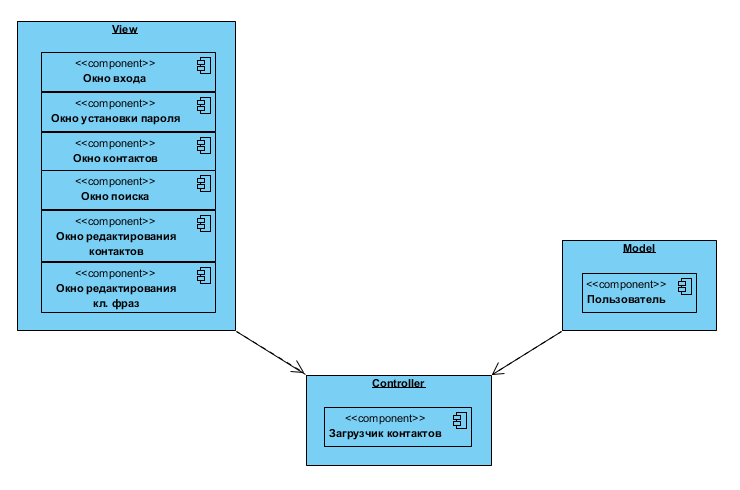 View
<<component>>
Окно входа
<<component>>
Окно установки пароля
<<component>>
Окно контактов
<<component>>
Окно поиска
<<component>>
Окно редактирования
контактов
<<component>>
Окно редактирования
кл. фраз
Model
<<component>>
Пользователь
Controller
<<component>>
Загрузчик контактов